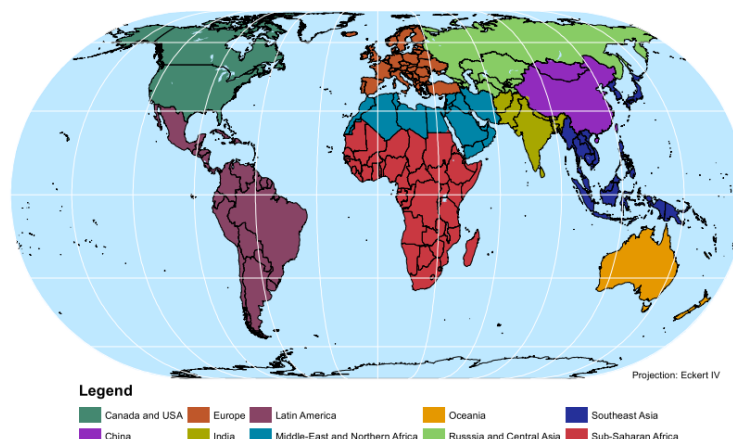 Projection: Eckert IV
Legend
Canada and USA Europe Latin America Oceania Southeast Asia
China India Middle-East and Northern Africa Russsia and Central Asia Sub-Saharan Africa